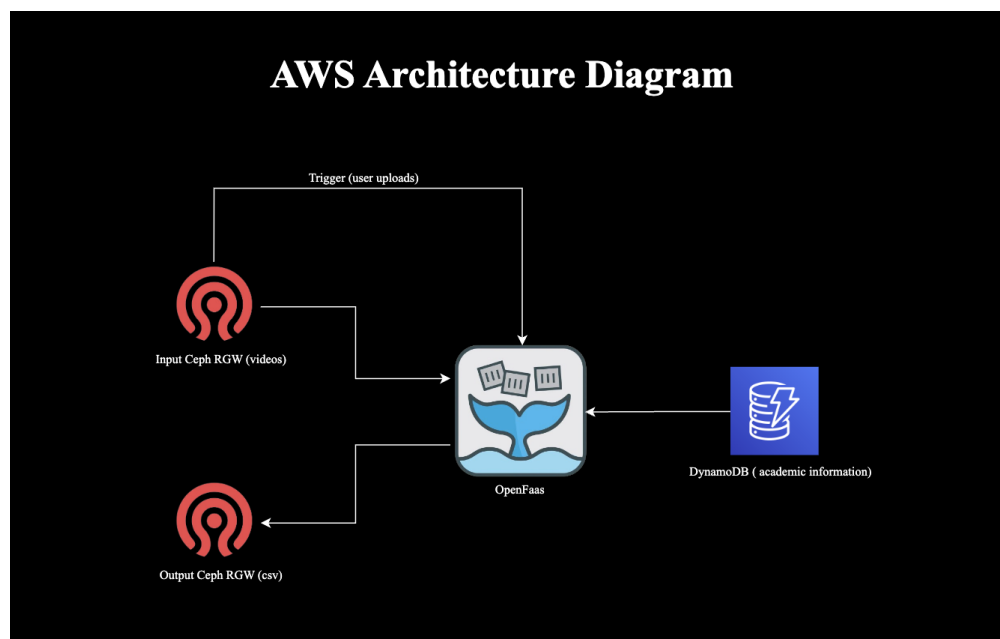 AWS Architecture Diagram
Trigger (user uploads)
Input Ceph RGW (videos)
DynamoDB ( academic information)
OpenFaas
Output Ceph RGW (csv)